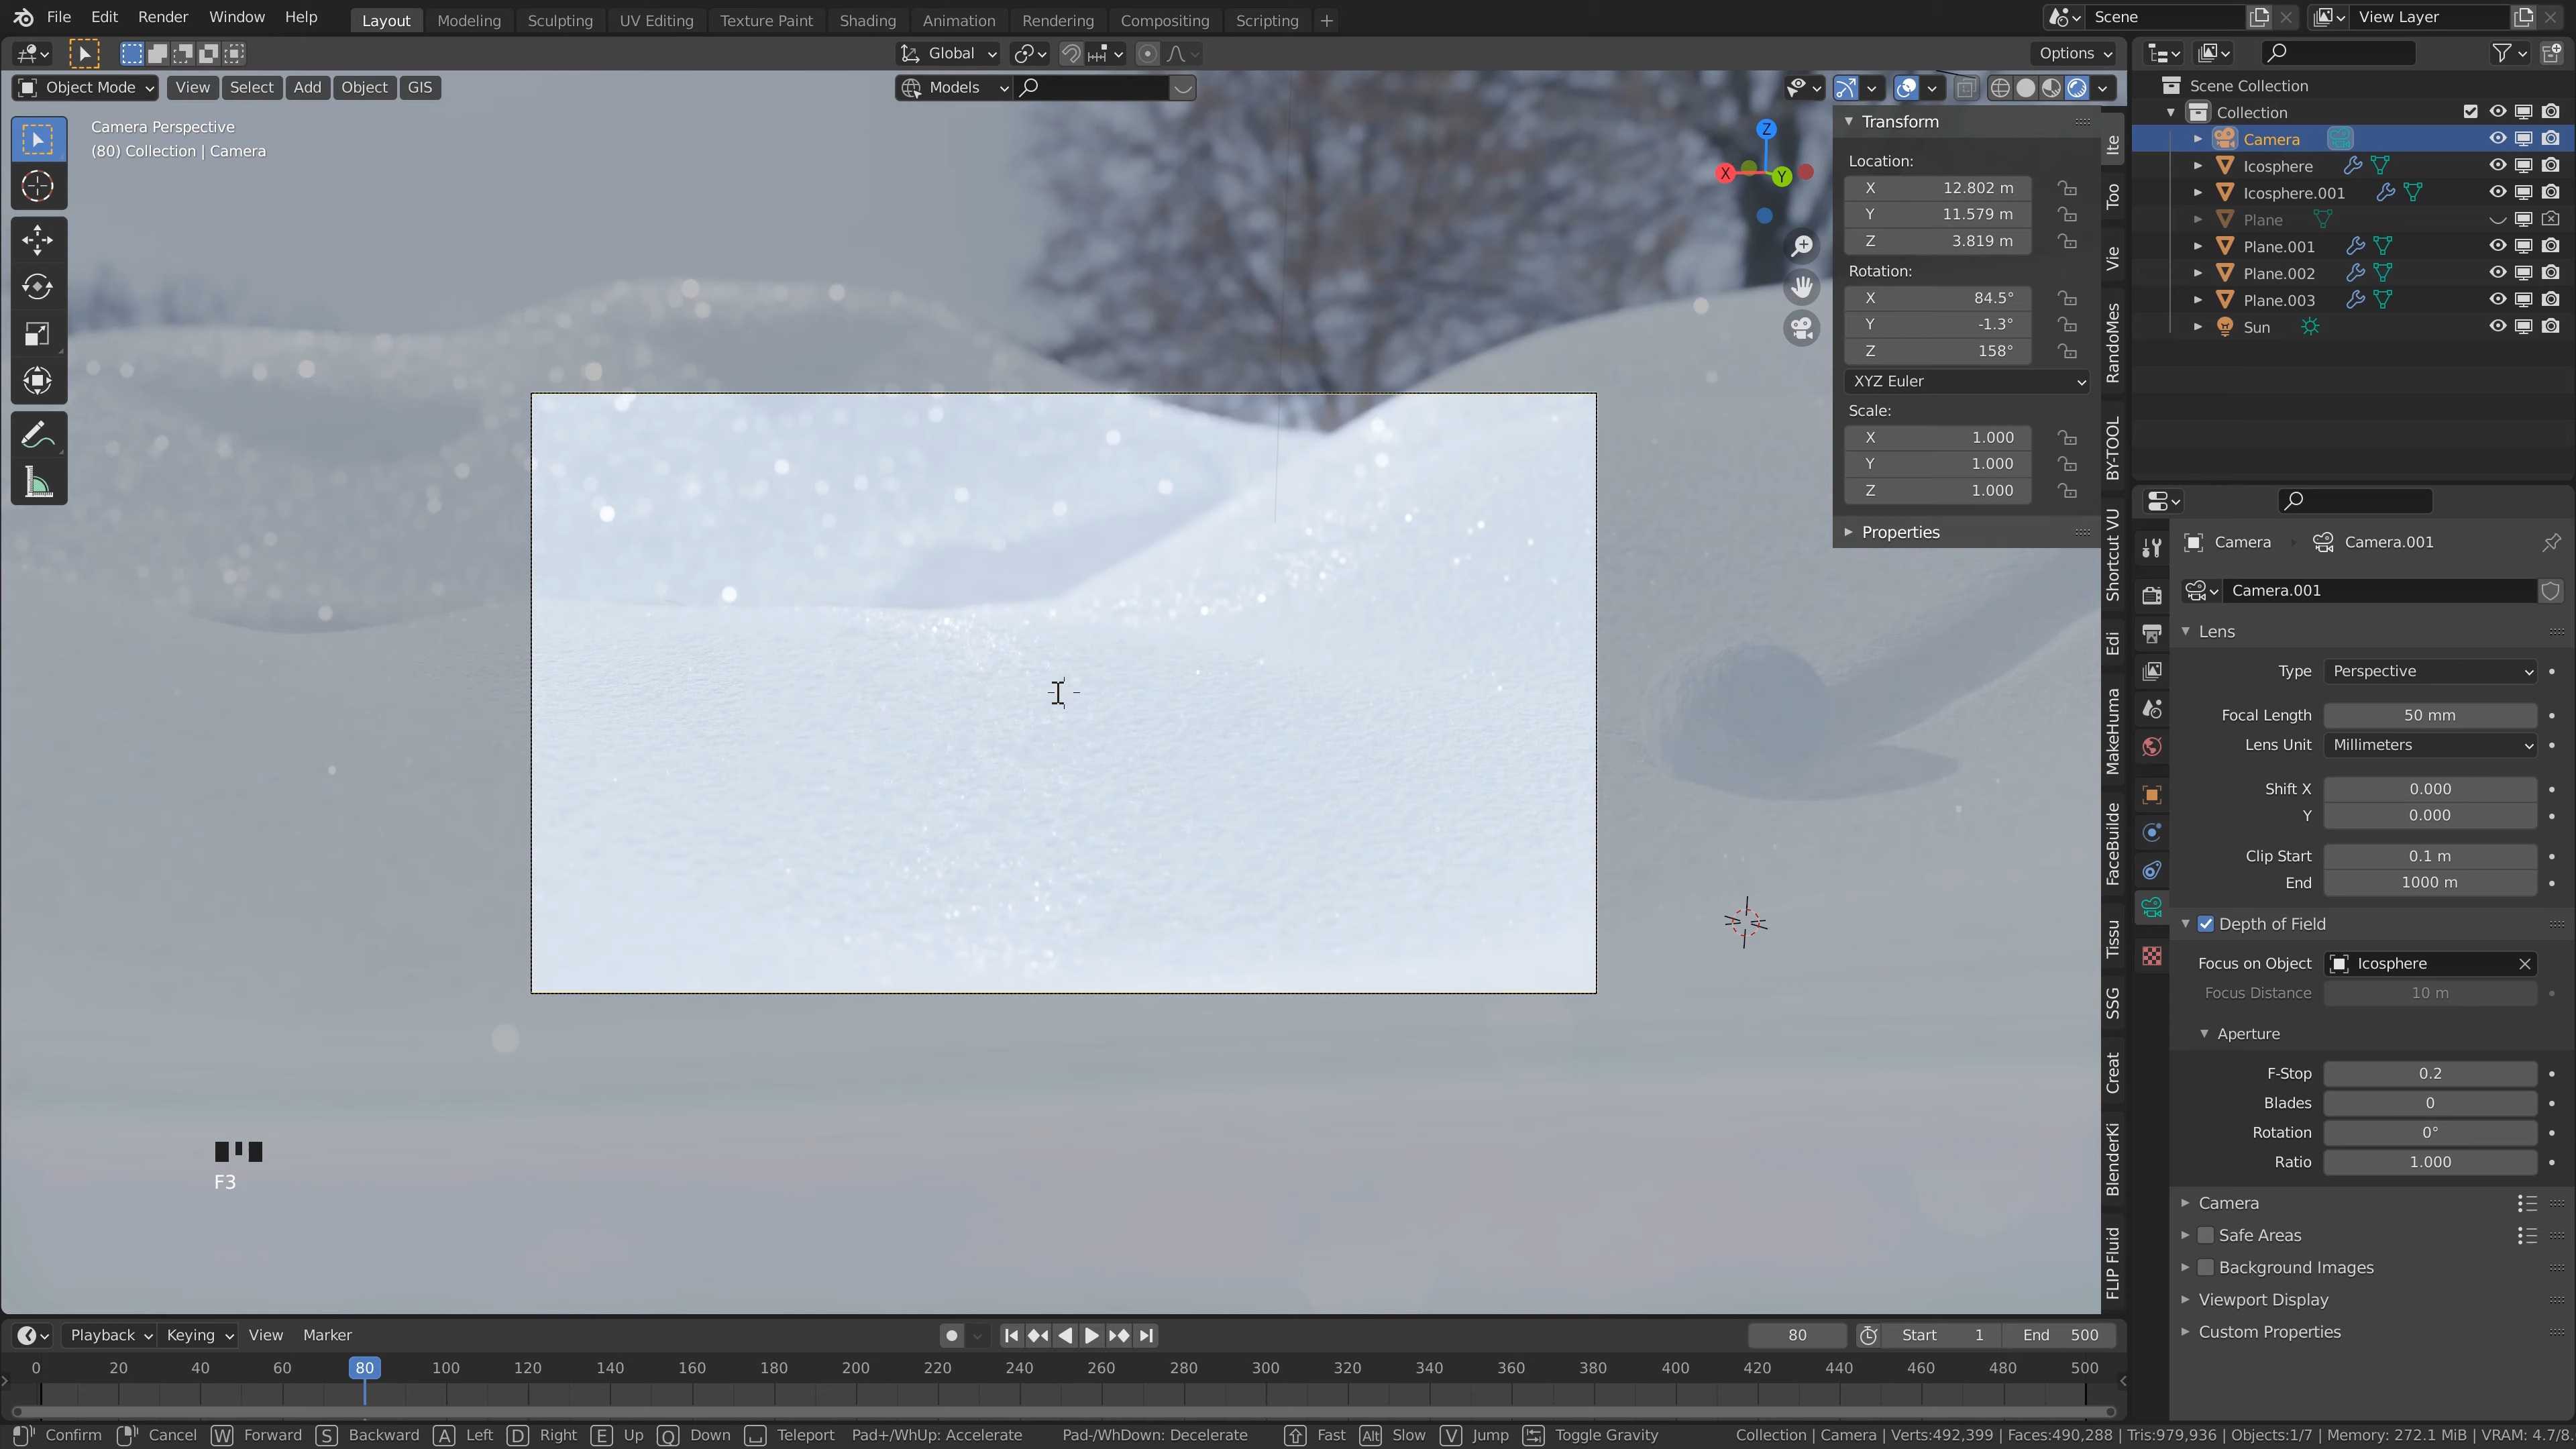 File Edit Render Window Help Layout Modeling Sculpting UV Editing Texture Paint Shading Animation Rendering Compositing Scripting + Scene View Layer
Global Options
Object Mode View Select Add Object GIS Models
Camera Perspective
(80) Collection | Camera
Z
X
Y
Transform
Location:
X 12.802 m
Y 11.579 m
Z 3.819 m
Rotation:
X 84.5°
Y -1.3°
Z 158°
XYZ Euler
Scale:
X 1.000
Y 1.000
Z 1.000
Properties
Ite
Too
Vie
RandoMes
BY-TOOL
Shortcut VU
Edi
MakeHuma
FaceBuilde
Tissu
SSG
Creat
BlenderKi
FLIP Fluid
Scene Collection
Collection
Camera
Icosphere
Icosphere.001
Plane
Plane.001
Plane.002
Plane.003
Sun
Camera Camera.001
Camera.001
Lens
Type Perspective
Focal Length 50 mm
Lens Unit Millimeters
Shift X 0.000
Y 0.000
Clip Start 0.1 m
End 1000 m
Depth of Field
Focus on Object Icosphere
Focus Distance 10 m
Aperture
F-Stop 0.2
Blades 0
Rotation 0°
Ratio 1.000
Camera
Safe Areas
Background Images
Viewport Display
Custom Properties
F3
Playback Keying View Marker 80 Start 1 End 500
0 20 40 60 80 100 120 140 160 180 200 220 240 260 280 300 320 340 360 380 400 420 440 460 480 500
Confirm Cancel W Forward S Backward A Left D Right E Up Q Down Teleport Pad+/WhUp: Accelerate Pad-/WhDown: Decelerate Fast Alt Slow V Jump Toggle Gravity Collection | Camera | Verts:492,399 | Faces:490,288 | Tris:979,936 | Objects:1/7 | Memory: 272.1 MiB | VRAM: 4.7/8.